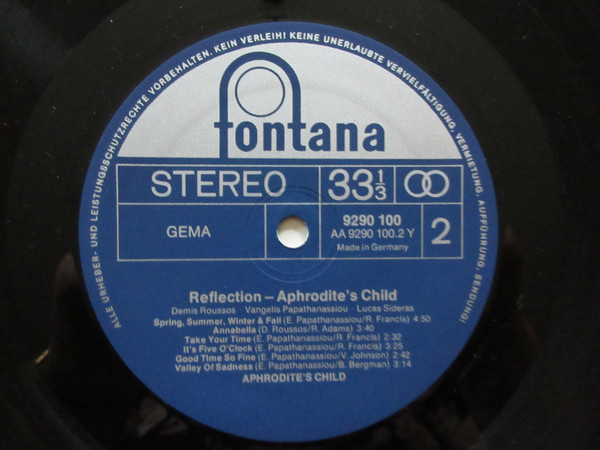 ALLE URHEBER- UND LEISTUNGSSCHUTZRECHTE VORBEHALTEN. KEIN VERLEIH! KEINE UNERLAUBTE VERVIELFÄLTIGUNG, VERMIETUNG, AUFFÜHRUNG, SENDUNG!
fontana
STEREO 33 1/3
GEMA
9290 100
AA 9290 100.2 Y
Made in Germany
2
Reflection – Aphrodite's Child
Demis Roussos · Vangelis Papathanassiou · Lucas Sideras
Spring, Summer, Winter & Fall (E. Papathanassiou/R. Francis) 4:50
Annabella (D. Roussos/R. Adams) 3:40
Take Your Time (E. Papathanassiou/R. Francis) 2:32
It's Five O'Clock (E. Papathanassiou/R. Francis) 3:25
Good Time So Fine (E. Papathanassiou/V. Johnson) 2:42
Valley Of Sadness (E. Papathanassiou/B. Bergman) 3:14
APHRODITE'S CHILD